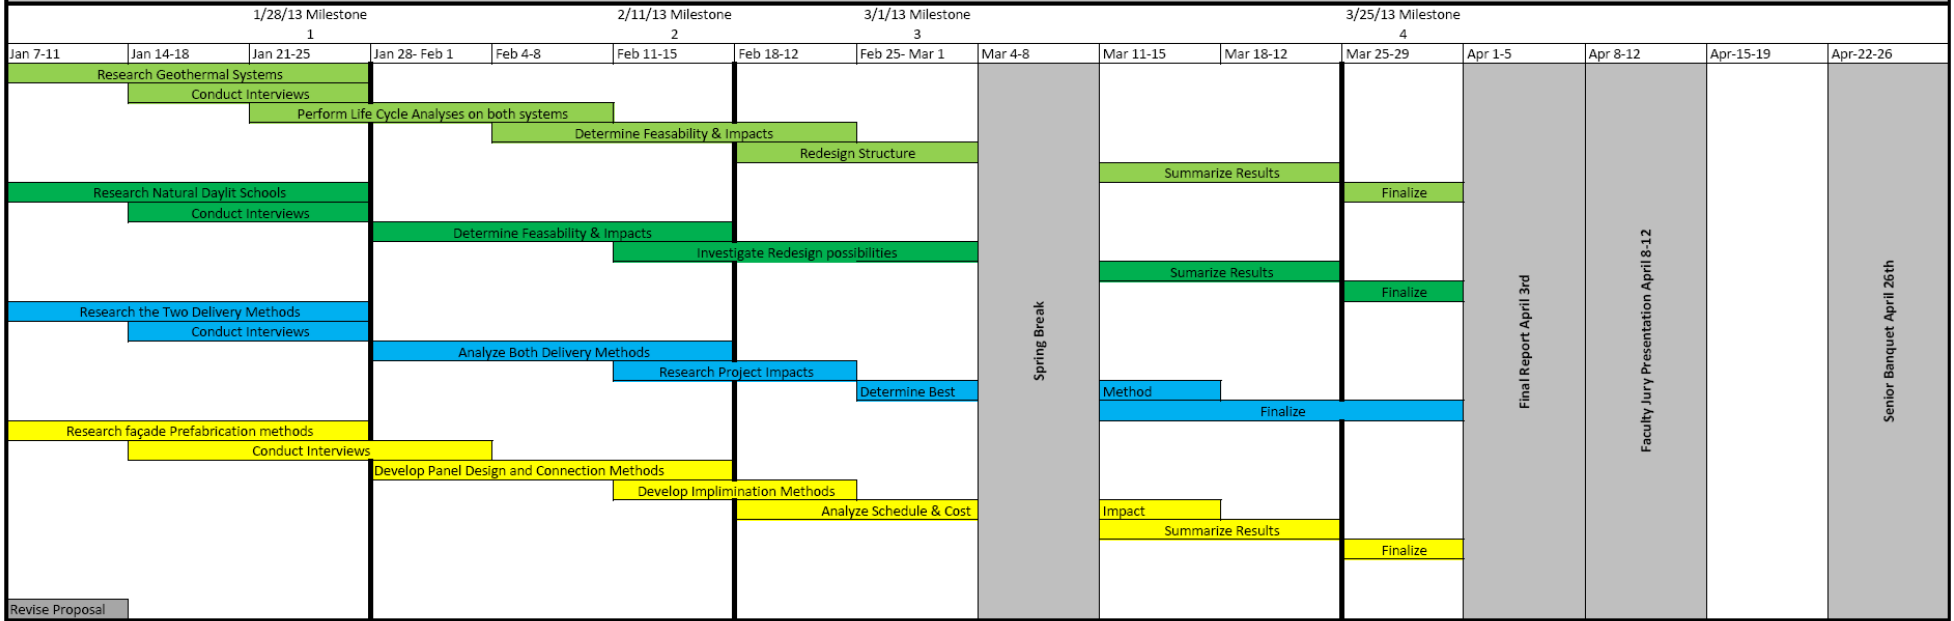 1/28/13 Milestone 2/11/13 Milestone 3/1/13 Milestone 3/25/13 Milestone
1 2 3 4
Jan 7-11 Jan 14-18 Jan 21-25 Jan 28- Feb 1 Feb 4-8 Feb 11-15 Feb 18-12 Feb 25- Mar 1 Mar 4-8 Mar 11-15 Mar 18-12 Mar 25-29 Apr 1-5 Apr 8-12 Apr-15-19 Apr-22-26
Research Geothermal Systems
Conduct Interviews
Perform Life Cycle Analyses on both systems
Determine Feasability & Impacts
Redesign Structure
Summarize Results
Research Natural Daylit Schools Finalize
Conduct Interviews
Determine Feasability & Impacts
Investigate Redesign possibilities
Sumarize Results
Finalize
Research the Two Delivery Methods
Conduct Interviews
Analyze Both Delivery Methods
Research Project Impacts
Determine Best Method
Finalize
Research façade Prefabrication methods
Conduct Interviews
Develop Panel Design and Connection Methods
Develop Implimination Methods
Analyze Schedule & Cost Impact
Summarize Results
Finalize
Revise Proposal
Spring Break
Final Report April 3rd
Faculty Jury Presentation April 8-12
Senior Banquet April 26th